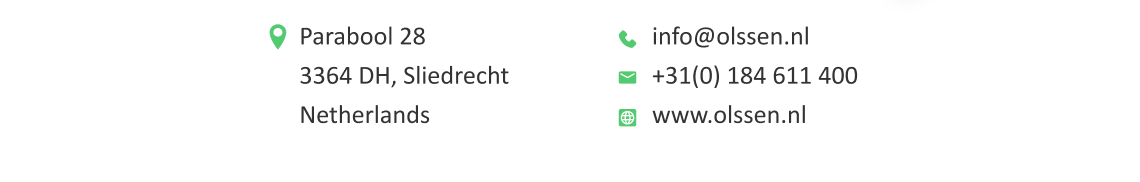 Parabool 28
3364 DH, Sliedrecht
Netherlands
info@olssen.nl
+31(0) 184 611 400
www.olssen.nl